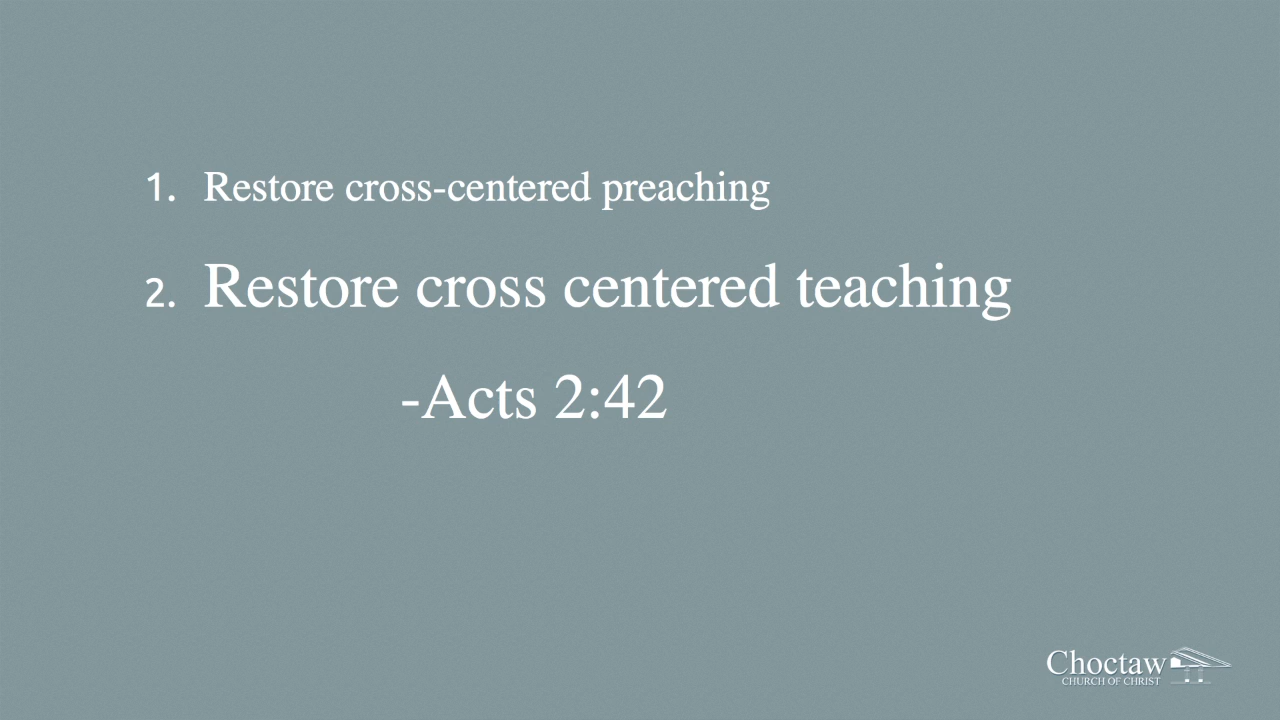 1. Restore cross-centered preaching
2. Restore cross centered teaching
-Acts 2:42
Choctaw
CHURCH OF CHRIST